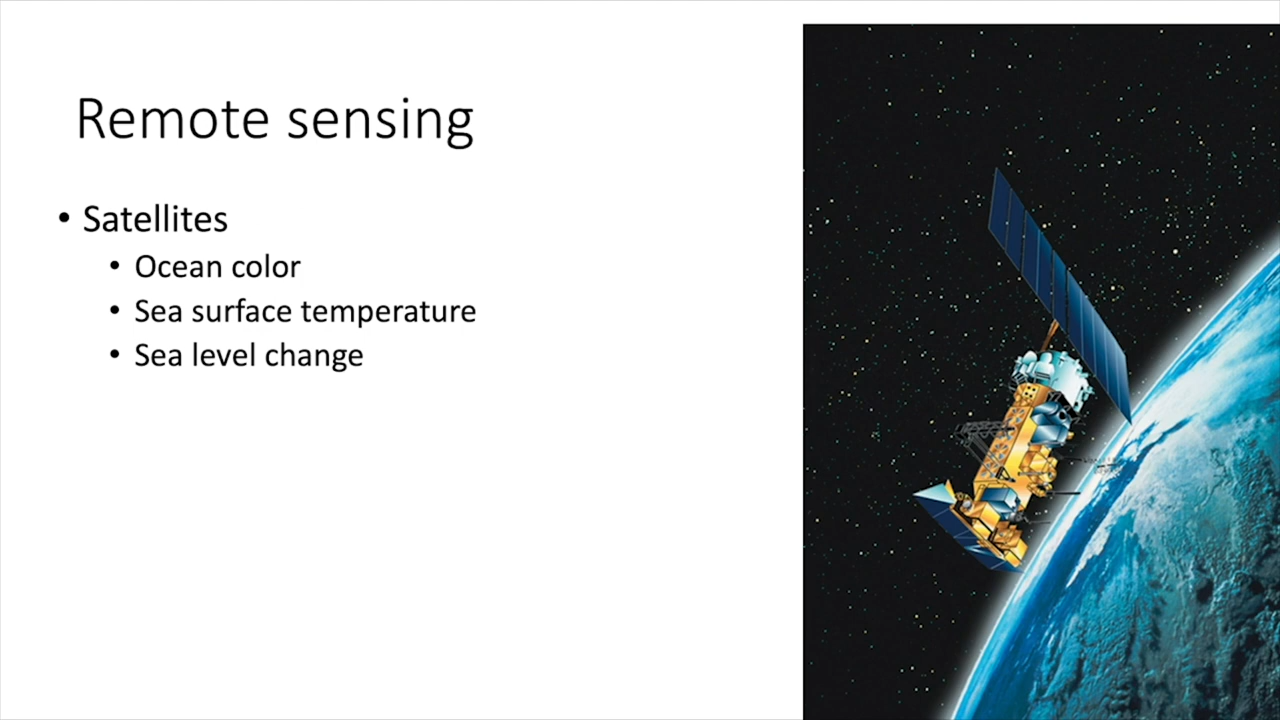 Remote sensing
• Satellites
• Ocean color
• Sea surface temperature
• Sea level change